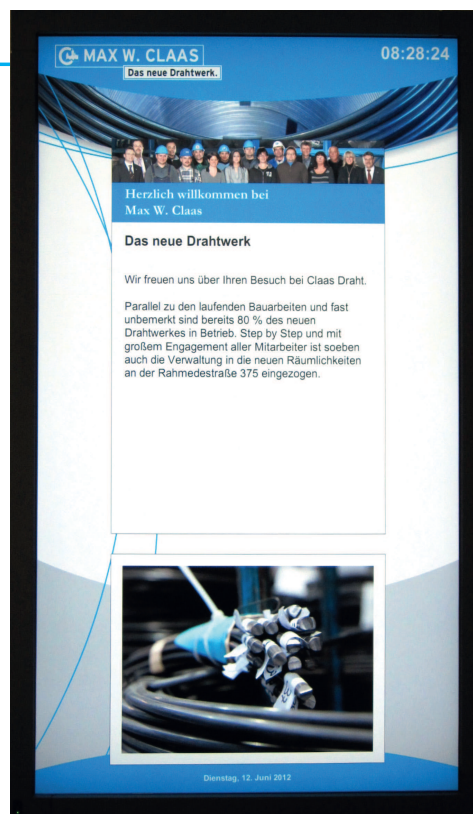 MAX W. CLAAS
08:28:24
Das neue Drahtwerk.
Herzlich willkommen bei
Max W. Claas
Das neue Drahtwerk
Wir freuen uns über Ihren Besuch bei Claas Draht.
Parallel zu den laufenden Bauarbeiten und fast
unbemerkt sind bereits 80 % des neuen
Drahtwerkes in Betrieb. Step by Step und mit
großem Engagement aller Mitarbeiter ist soeben
auch die Verwaltung in die neuen Räumlichkeiten
an der Rahmedestraße 375 eingezogen.
Dienstag, 12. Juni 2012